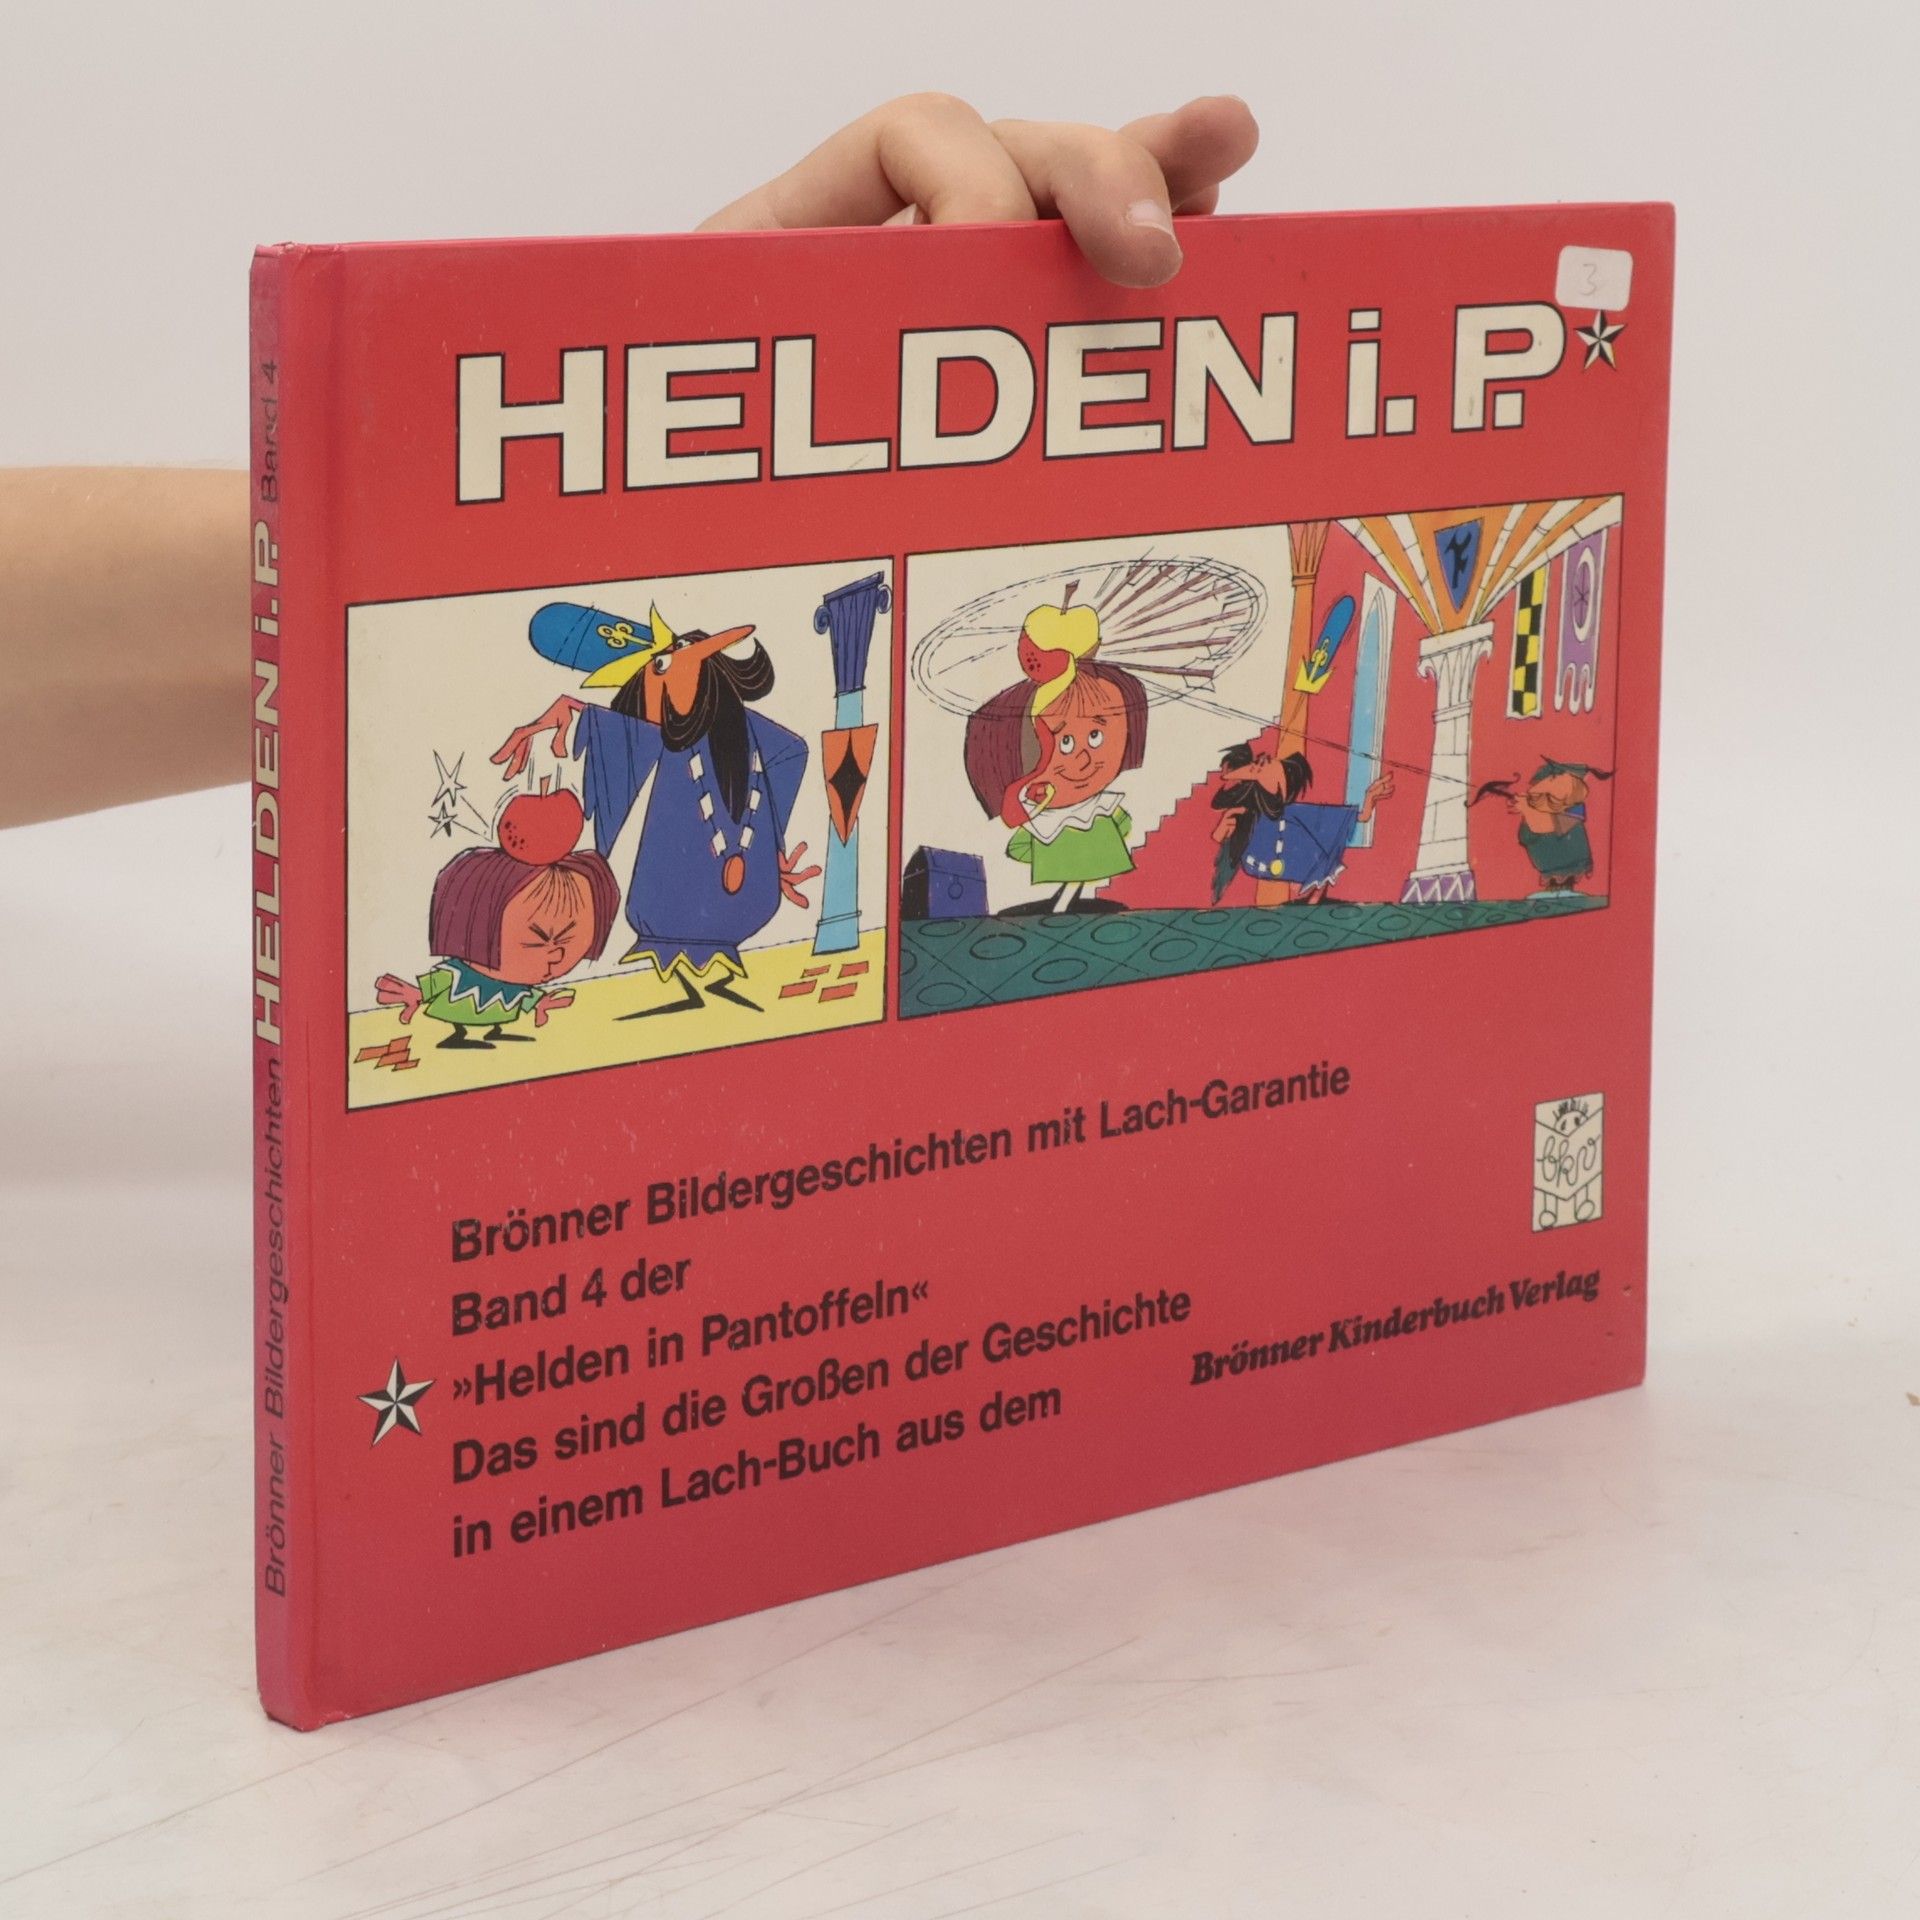 HELDEN i. P.*
3
F
Brönner Bildergeschichten mit Lach-Garantie
Band 4 der
»Helden in Pantoffeln«
Das sind die Großen der Geschichte
in einem Lach-Buch aus dem
Brönner Kinderbuch Verlag
bkv
Brönner Bildergeschichten HELDEN i. P. Band 4